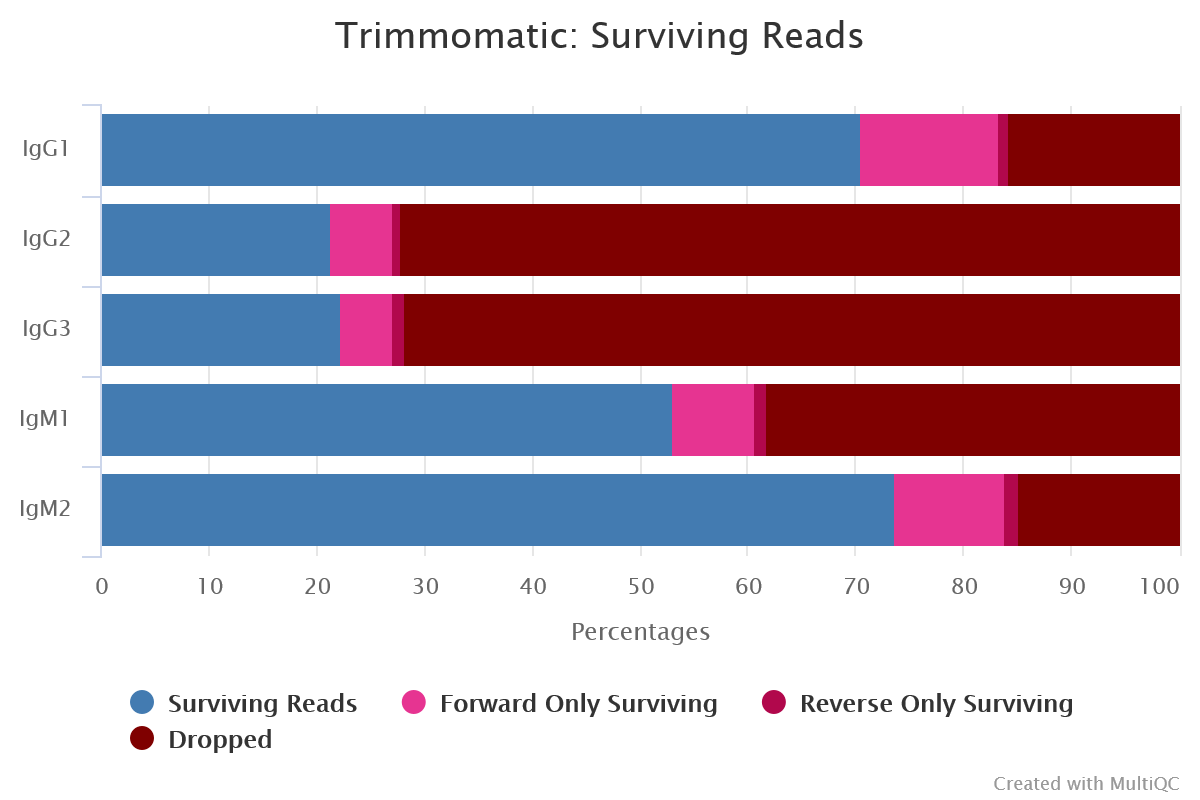 Trimmomatic: Surviving Reads
IgG1
IgG2
IgG3
IgM1
IgM2
0 10 20 30 40 50 60 70 80 90 100
Percentages
Surviving Reads Forward Only Surviving Reverse Only Surviving
Dropped
Created with MultiQC